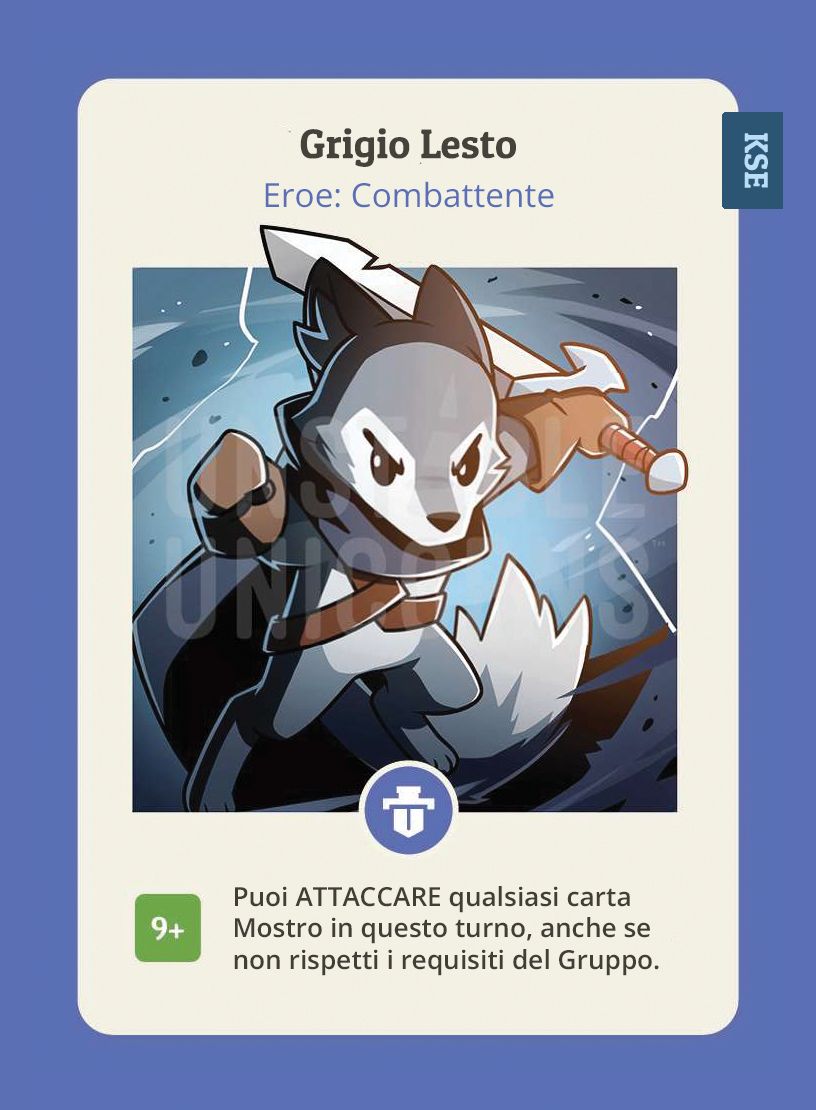 Grigio Lesto
Eroe: Combattente
KSE
UNSTABLE
UNICORNS
9+
Puoi ATTACCARE qualsiasi carta
Mostro in questo turno, anche se
non rispetti i requisiti del Gruppo.